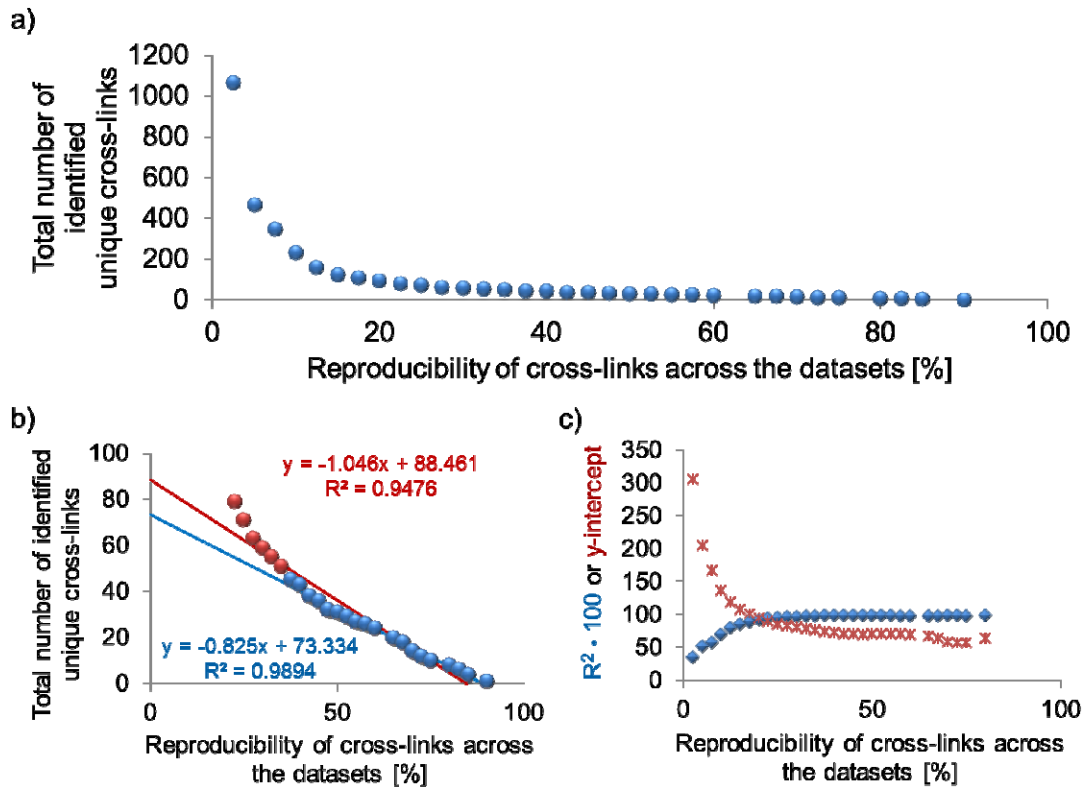 a)
Total number of
identified
unique cross-links
1200
1000
800
600
400
200
0
0 20 40 60 80 100
Reproducibility of cross-links across the datasets [%]
b)
Total number of identified
unique cross-links
100
80
60
40
20
0
y = -1.046x + 88.461
R² = 0.9476
y = -0.825x + 73.334
R² = 0.9894
0 50 100
Reproducibility of cross-links across
the datasets [%]
c)
R² · 100 or y-intercept
350
300
250
200
150
100
50
0
0 50 100
Reproducibility of cross-links across
the datasets [%]